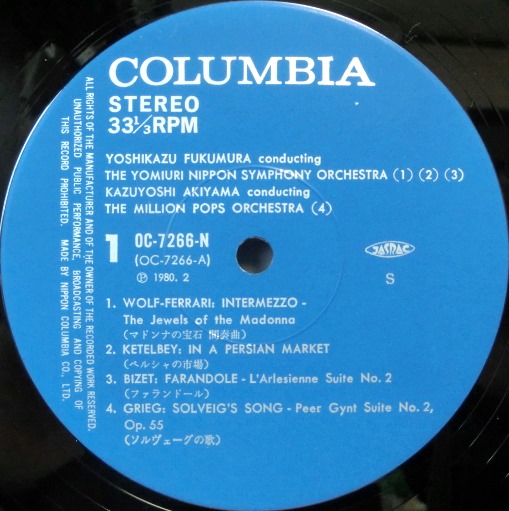 COLUMBIA
STEREO
33⅓RPM
YOSHIKAZU FUKUMURA conducting
THE YOMIURI NIPPON SYMPHONY ORCHESTRA (1) (2) (3)
KAZUYOSHI AKIYAMA conducting
THE MILLION POPS ORCHESTRA (4)
1 OC-7266-N
(OC-7266-A)
Ⓟ 1980. 2
JASRAC
S
1. WOLF-FERRARI: INTERMEZZO -
The Jewels of the Madonna
(マドンナの宝石 間奏曲)
2. KETELBEY: IN A PERSIAN MARKET
(ペルシャの市場)
3. BIZET: FARANDOLE - L'Arlesienne Suite No. 2
(ファランドール)
4. GRIEG: SOLVEIG'S SONG - Peer Gynt Suite No. 2,
Op. 55
(ソルヴェーグの歌)
ALL RIGHTS OF THE MANUFACTURER AND OF THE OWNER OF THE RECORDED WORK RESERVED.
UNAUTHORIZED PUBLIC PERFORMANCE, BROADCASTING AND COPYING OF
THIS RECORD PROHIBITED. MADE BY NIPPON COLUMBIA CO., LTD.